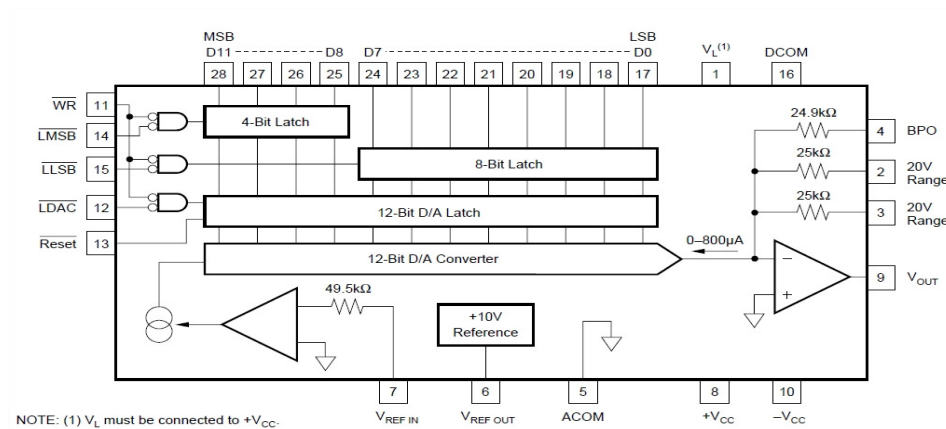 MSB
LSB
D11
D8
D7
D0
V_L(1)
DCOM
28
27
26
25
24
23
22
21
20
19
18
17
1
16
WR
11
LMSB
14
LLSB
15
LDAC
12
Reset
13
4-Bit Latch
8-Bit Latch
12-Bit D/A Latch
12-Bit D/A Converter
24.9kΩ
4
BPO
25kΩ
2
20V
Range
25kΩ
3
20V
Range
0–800µA
9
V_OUT
49.5kΩ
+10V
Reference
7
6
5
8
10
V_REF IN
V_REF OUT
ACOM
+V_CC
–V_CC
NOTE: (1) V_L must be connected to +V_CC.